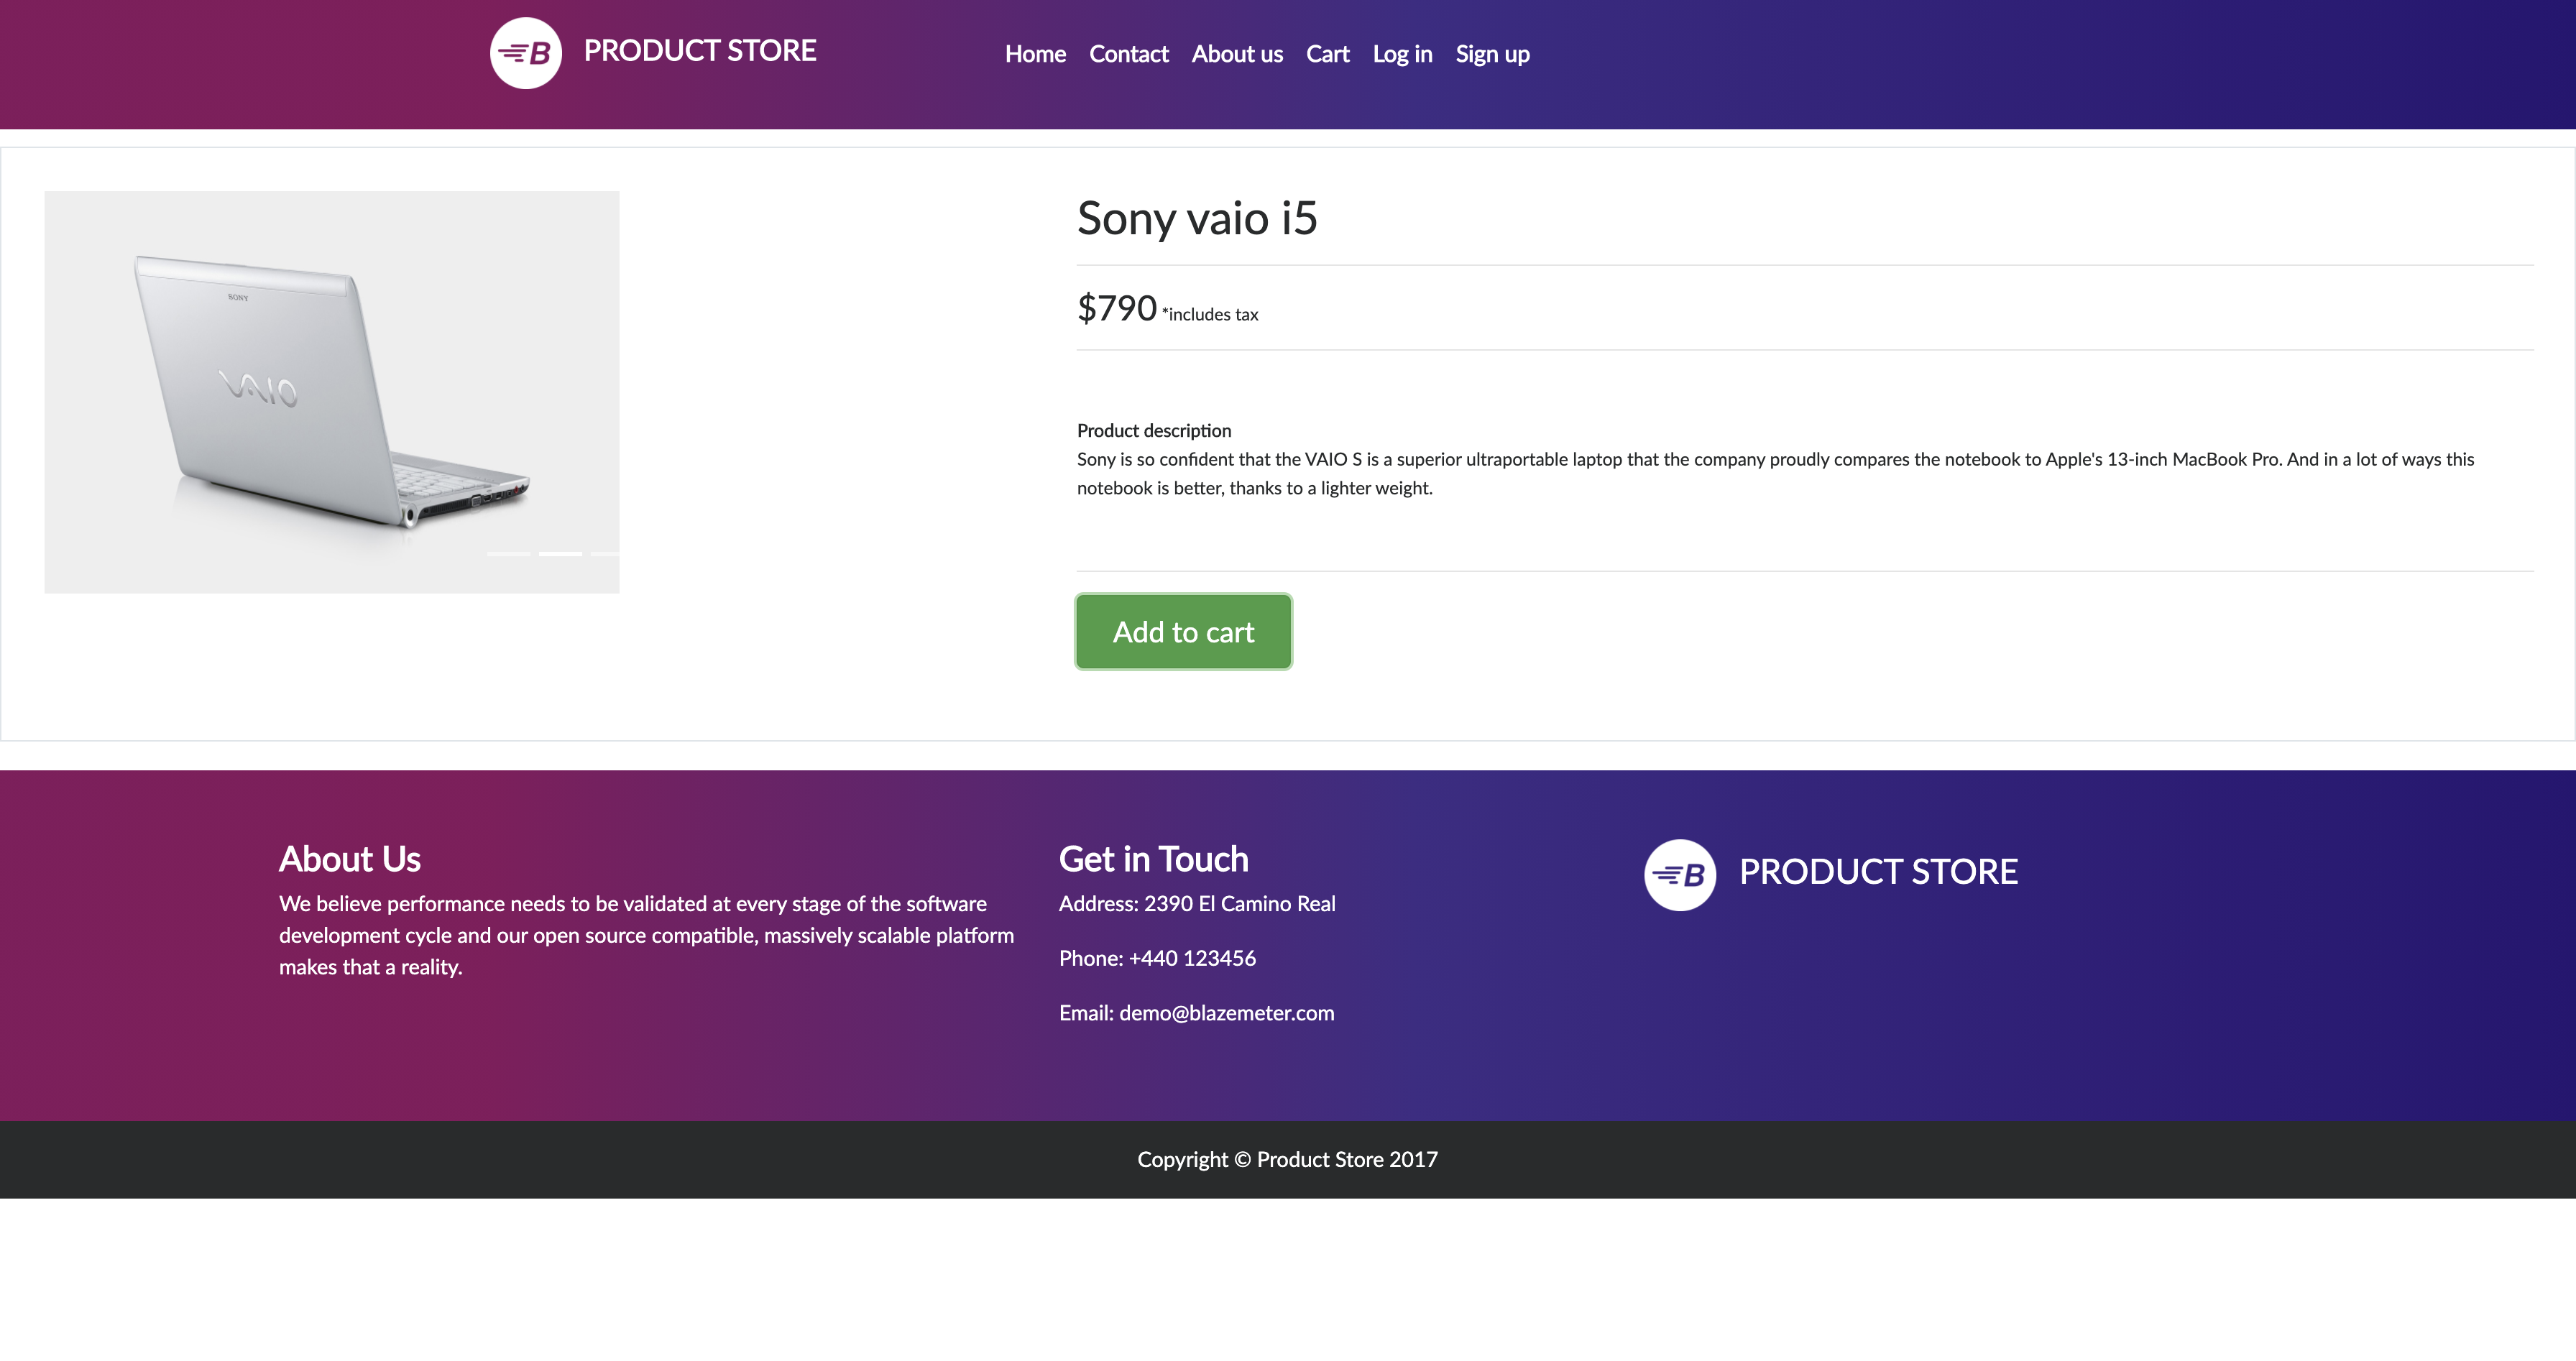 B PRODUCT STORE
Home Contact About us Cart Log in Sign up
SONY
VAIO
Sony vaio i5
$790 *includes tax
Product description
Sony is so confident that the VAIO S is a superior ultraportable laptop that the company proudly compares the notebook to Apple's 13-inch MacBook Pro. And in a lot of ways this
notebook is better, thanks to a lighter weight.
Add to cart
About Us
We believe performance needs to be validated at every stage of the software
development cycle and our open source compatible, massively scalable platform
makes that a reality.
Get in Touch
Address: 2390 El Camino Real
Phone: +440 123456
Email: demo@blazemeter.com
B PRODUCT STORE
Copyright © Product Store 2017